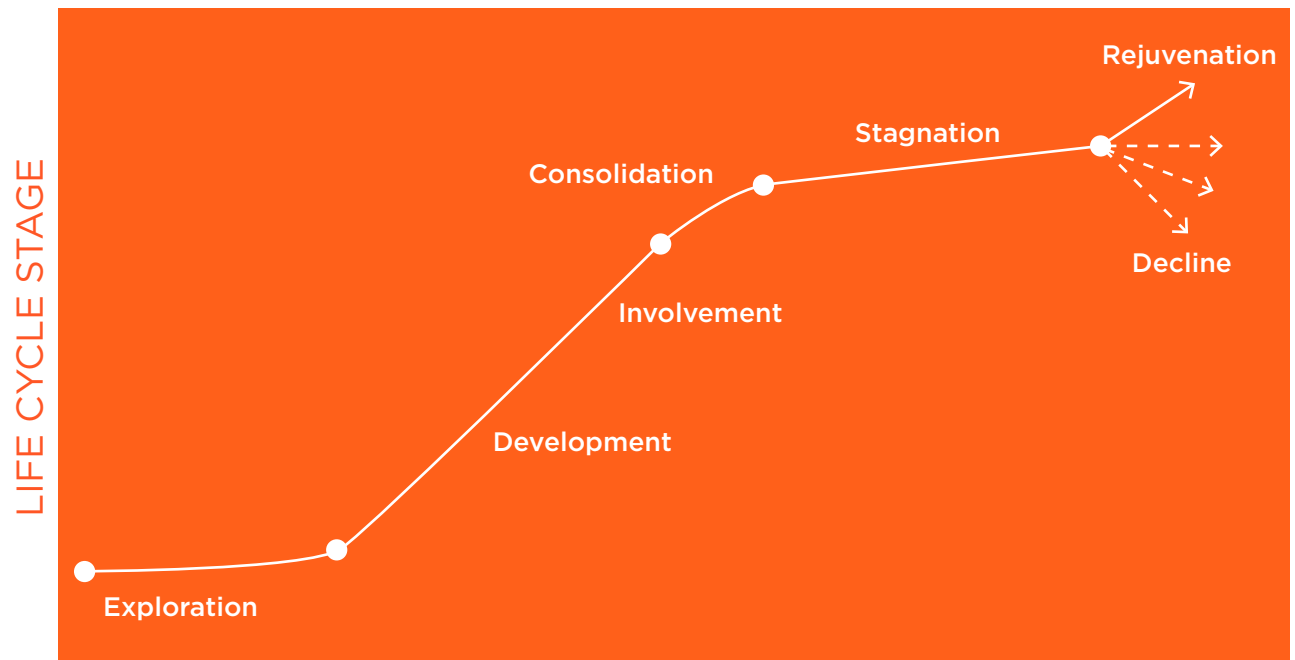 LIFE CYCLE STAGE
Rejuvenation
Stagnation
Consolidation
Decline
Involvement
Development
Exploration